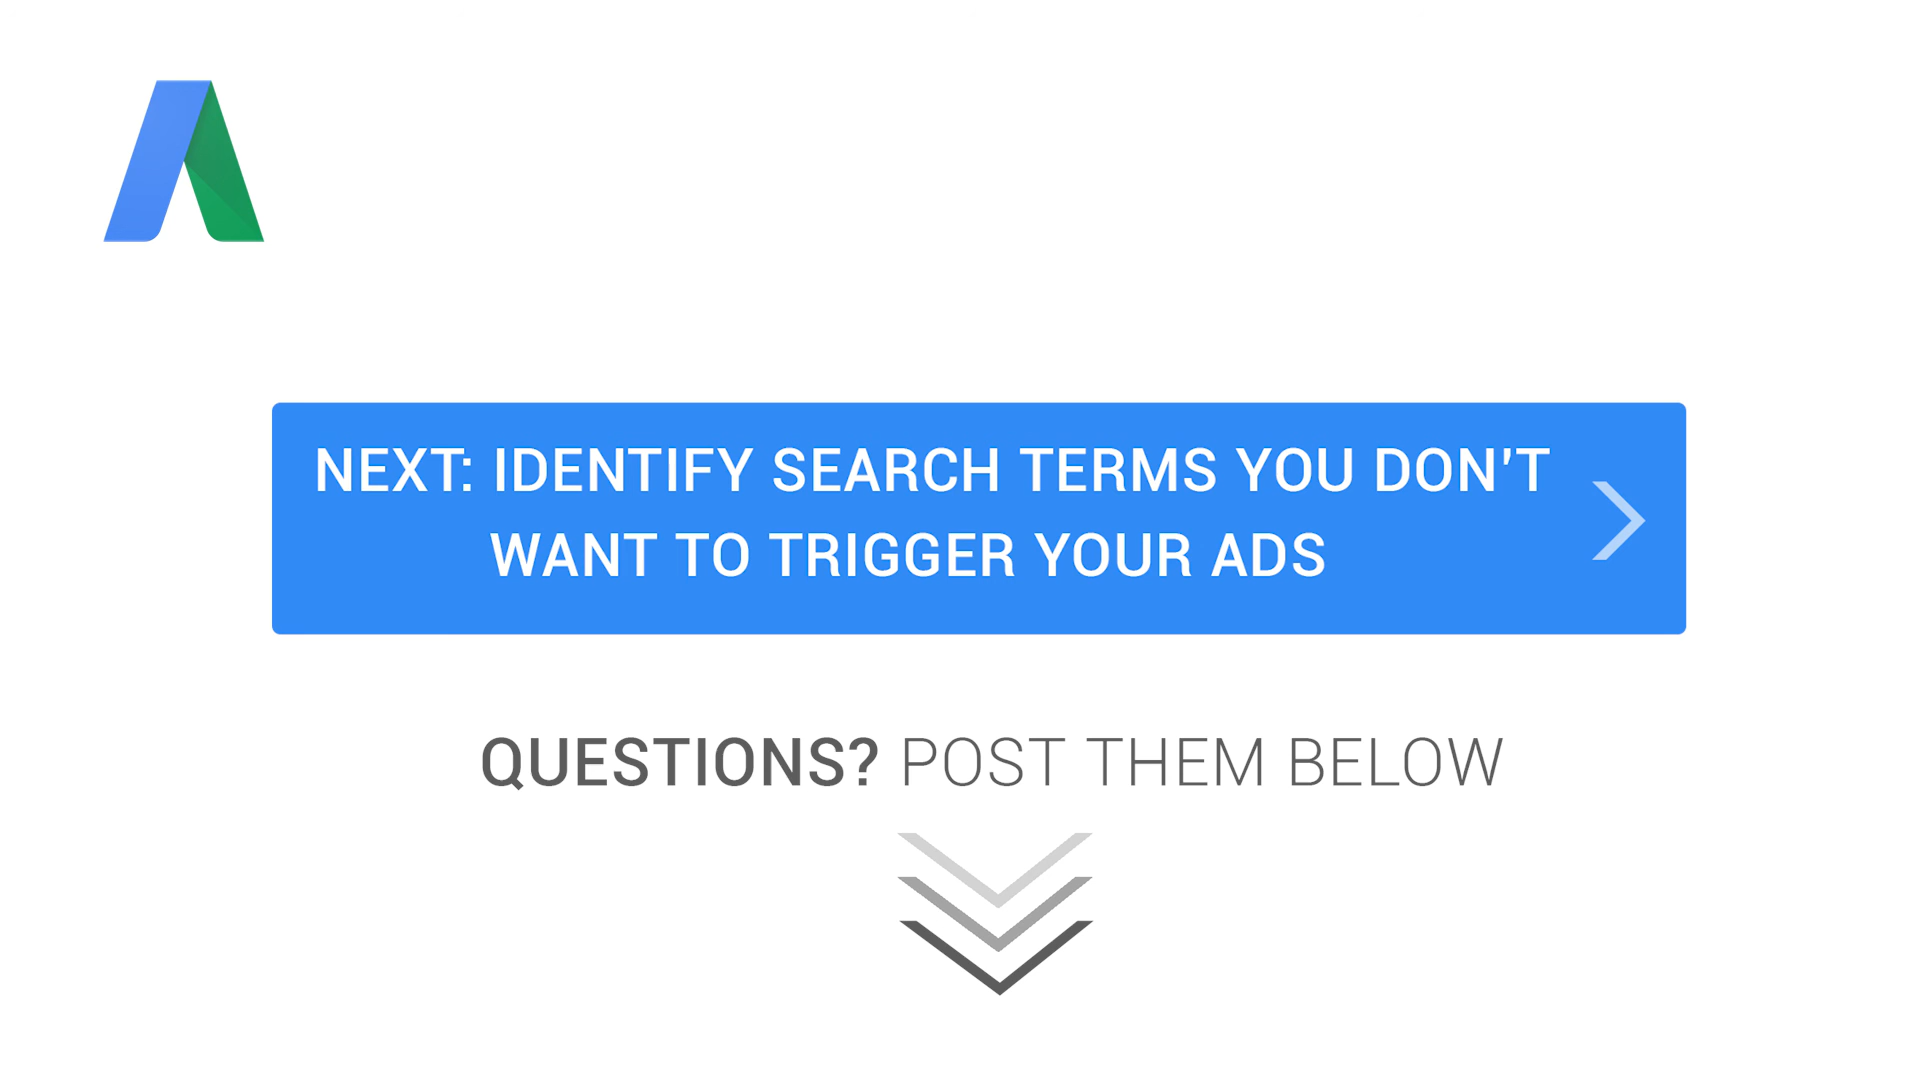 NEXT: IDENTIFY SEARCH TERMS YOU DON'T
WANT TO TRIGGER YOUR ADS
QUESTIONS? POST THEM BELOW